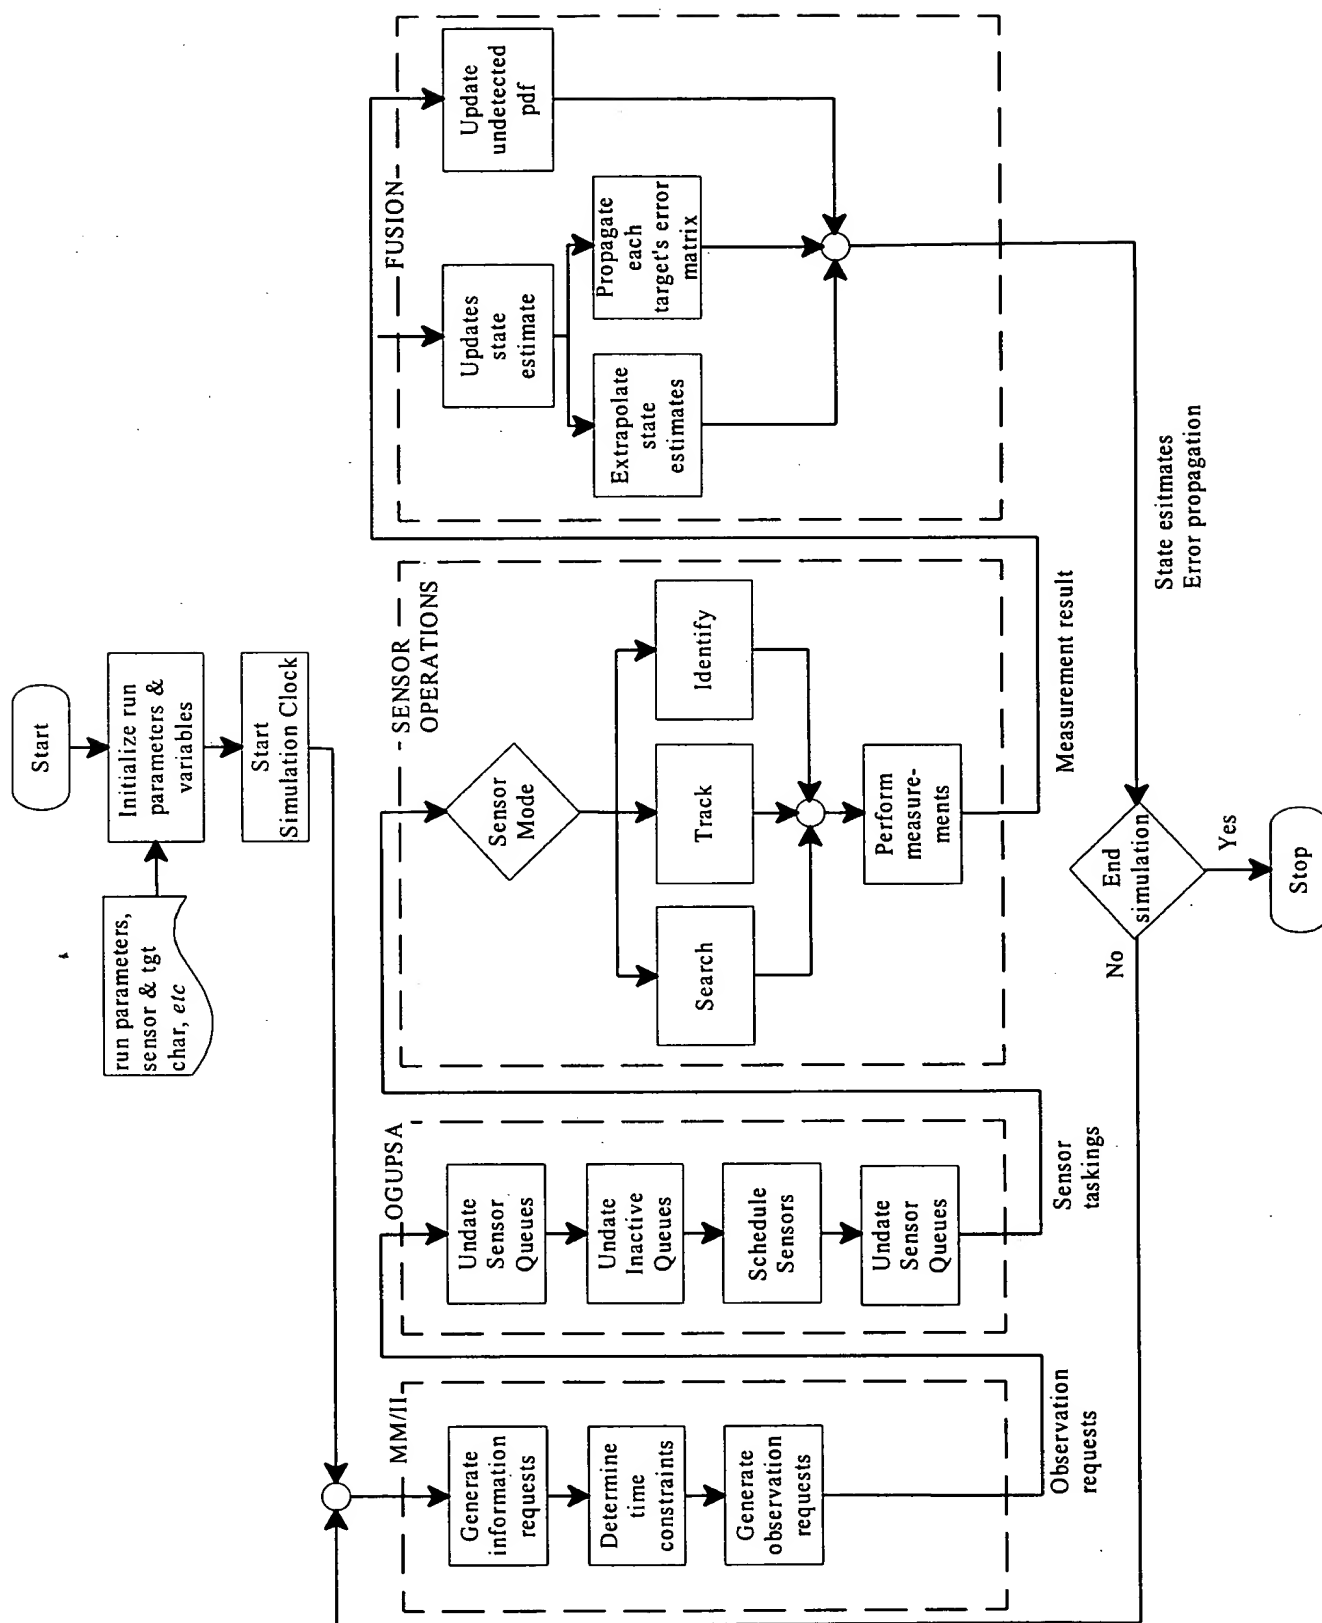 Start
Initialize run
parameters &
variables
run parameters,
sensor & tgt
char, etc
Start
Simulation Clock
MM/II
Generate
information
requests
Determine
time
constraints
Generate
observation
requests
Observation
requests
OGUPSA
Undate
Sensor
Queues
Undate
Inactive
Queues
Schedule
Sensors
Undate
Sensor
Queues
Sensor
taskings
SENSOR
OPERATIONS
Sensor
Mode
Search
Track
Identify
Perform
measure-
ments
Measurement result
FUSION
Updates
state
estimate
Update
undetected
pdf
Extrapolate
state
estimates
Propagate
each
target's error
matrix
State esitmates
Error propagation
End
simulation
No
Yes
Stop